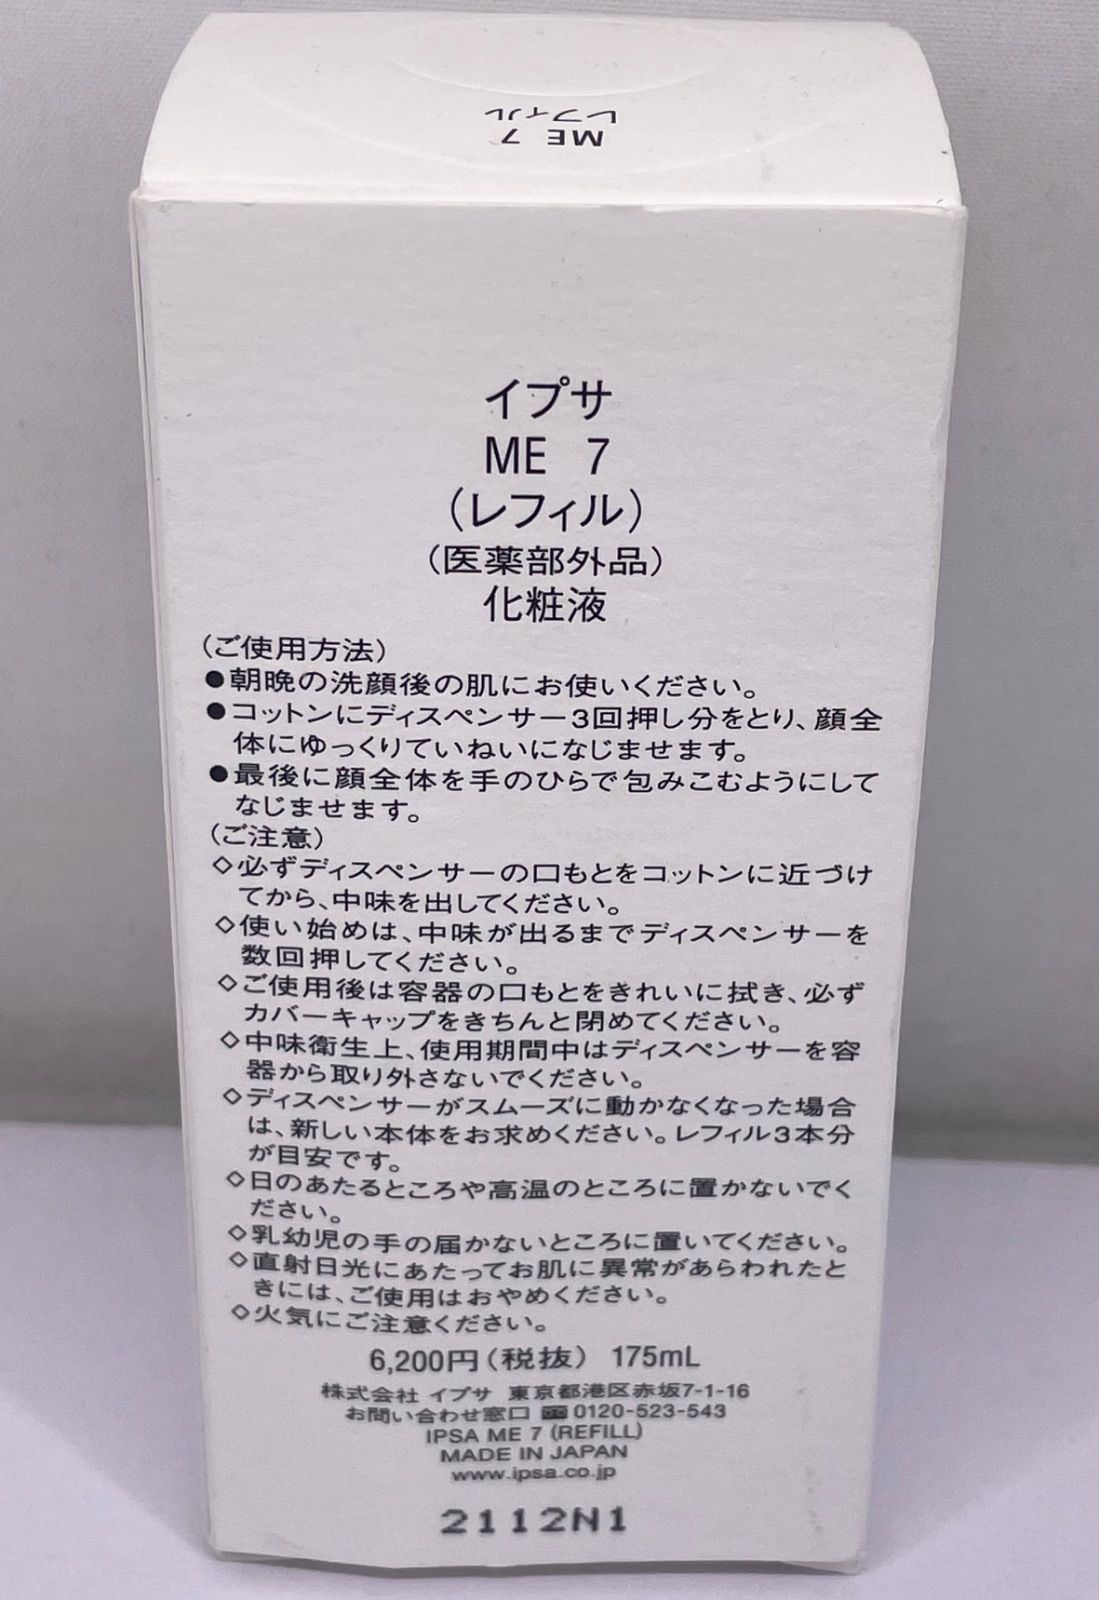 ME 7
レフィル
イプサ
ME 7
(レフィル)
(医薬部外品)
化粧液
(ご使用方法)
●朝晩の洗顔後の肌にお使いください。
●コットンにディスペンサー3回押し分をとり、顔全
体にゆっくりていねいになじませます。
●最後に顔全体を手のひらで包みこむようにして
なじませます。
(ご注意)
◇必ずディスペンサーの口もとをコットンに近づけ
てから、中味を出してください。
◇使い始めは、中味が出るまでディスペンサーを
数回押してください。
◇ご使用後は容器の口もとをきれいに拭き、必ず
カバーキャップをきちんと閉めてください。
◇中味衛生上、使用期間中はディスペンサーを容
器から取り外さないでください。
◇ディスペンサーがスムーズに動かなくなった場合
は、新しい本体をお求めください。レフィル3本分
が目安です。
◇日のあたるところや高温のところに置かないでく
ださい。
◇乳幼児の手の届かないところに置いてください。
◇直射日光にあたってお肌に異常があらわれたと
きには、ご使用はおやめください。
◇火気にご注意ください。
6,200円(税抜) 175mL
株式会社 イプサ 東京都港区赤坂7-1-16
お問い合わせ窓口 0120-523-543
IPSA ME 7 (REFILL)
MADE IN JAPAN
www.ipsa.co.jp
2112N1